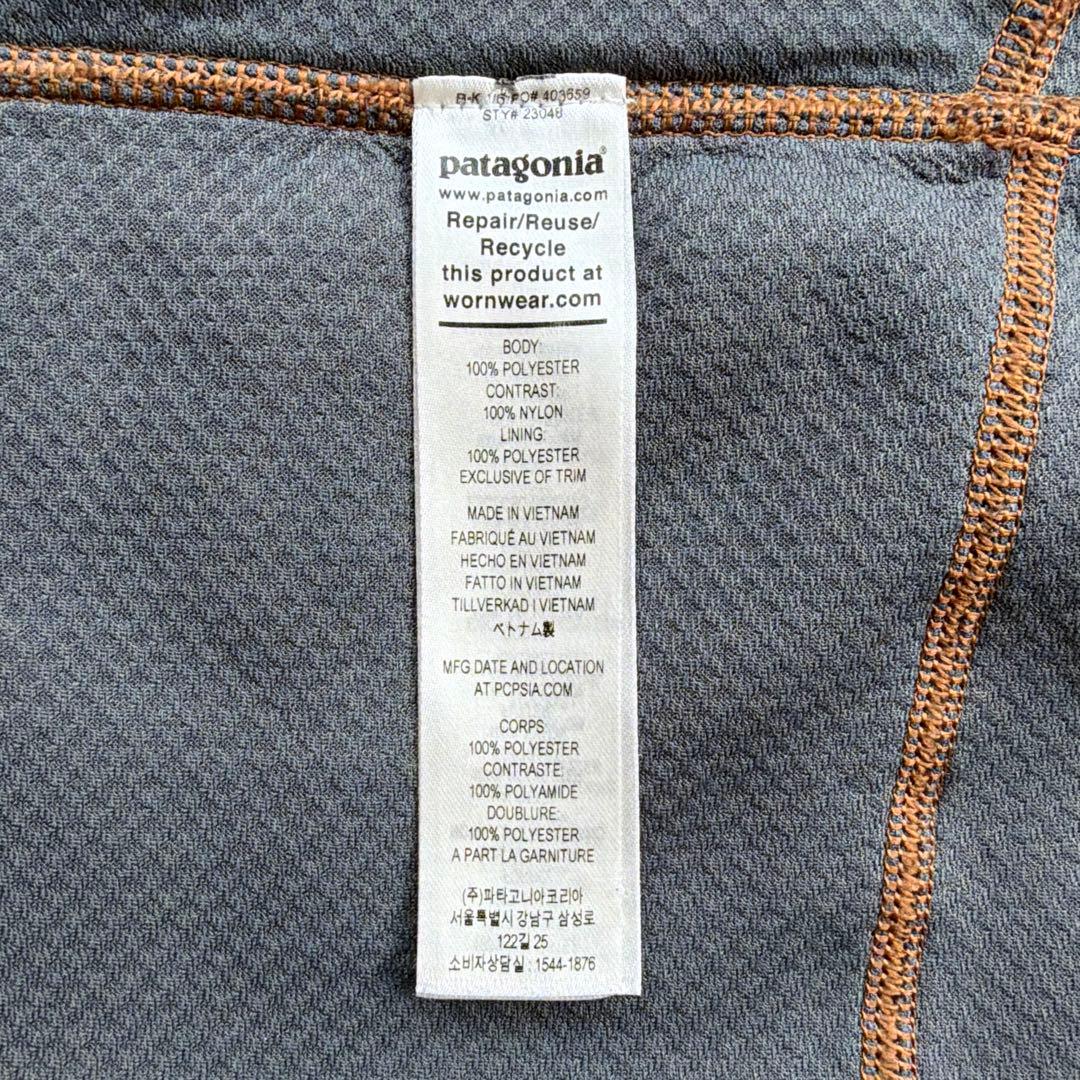 PO# 403659
STY# 23048
patagonia®
www.patagonia.com
Repair/Reuse/
Recycle
this product at
wornwear.com
BODY:
100% POLYESTER
CONTRAST:
100% NYLON
LINING:
100% POLYESTER
EXCLUSIVE OF TRIM
MADE IN VIETNAM
FABRIQUÉ AU VIETNAM
HECHO EN VIETNAM
FATTO IN VIETNAM
TILLVERKAD I VIETNAM
ベトナム製
MFG DATE AND LOCATION
AT PCPSIA.COM
CORPS
100% POLYESTER
CONTRASTE:
100% POLYAMIDE
DOUBLURE:
100% POLYESTER
A PART LA GARNITURE
(주)파타고니아코리아
서울특별시 강남구 삼성로
122길 25
소비자상담실 : 1544-1876